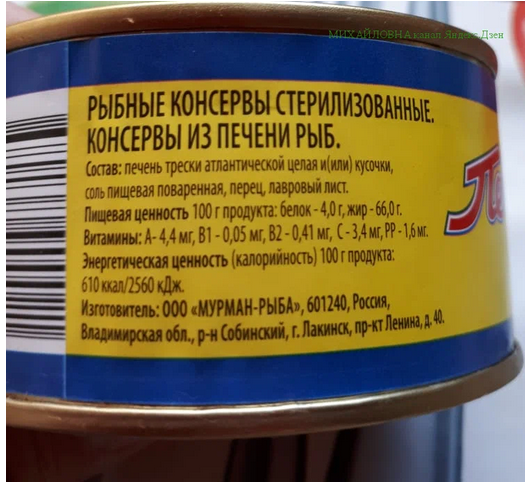 МИХАЙЛОВНА канал Яндекс Дзен
РЫБНЫЕ КОНСЕРВЫ СТЕРИЛИЗОВАННЫЕ.
КОНСЕРВЫ ИЗ ПЕЧЕНИ РЫБ.
Состав: печень трески атлантической целая и(или) кусочки,
соль пищевая поваренная, перец, лавровый лист.
Пищевая ценность 100 г продукта: белок - 4,0 г, жир - 66,0 г.
Витамины: А- 4,4 мг, В1 - 0,05 мг, В2 - 0,41 мг, С - 3,4 мг, РР - 1,6 мг.
Энергетическая ценность (калорийность) 100 г продукта:
610 ккал/2560 кДж.
Изготовитель: ООО «МУРМАН-РЫБА», 601240, Россия,
Владимирская обл., р-н Собинский, г. Лакинск, пр-кт Ленина, д. 40.